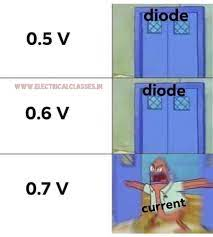 diode
0.5 V
WWW.ELECTRICALCLASSES.IN
diode
0.6 V
0.7 V
current